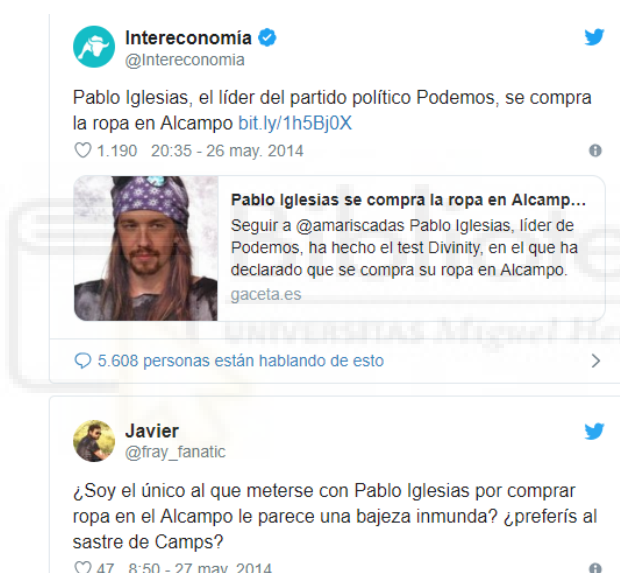 Intereconomía
@Intereconomia
Pablo Iglesias, el líder del partido político Podemos, se compra
la ropa en Alcampo bit.ly/1h5Bj0X
1.190 20:35 - 26 may. 2014
Pablo Iglesias se compra la ropa en Alcamp...
Seguir a @amariscadas Pablo Iglesias, líder de
Podemos, ha hecho el test Divinity, en el que ha
declarado que se compra su ropa en Alcampo.
gaceta.es
UNIVERSITAS Miguel
5.608 personas están hablando de esto
Javier
@fray_fanatic
¿Soy el único al que meterse con Pablo Iglesias por comprar
ropa en el Alcampo le parece una bajeza inmunda? ¿preferís al
sastre de Camps?
47 8:50 - 27 may. 2014